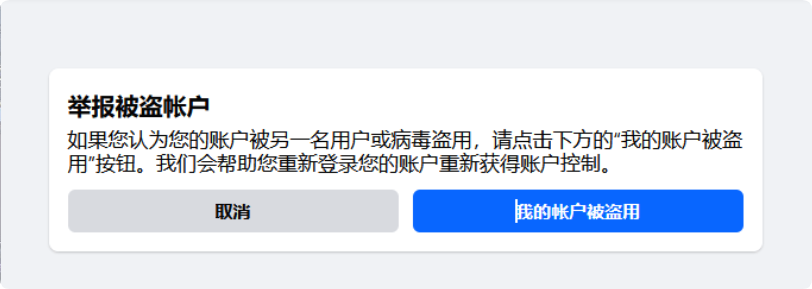 举报被盗帐户
如果您认为您的账户被另一名用户或病毒盗用，请点击下方的“我的账户被盗
用”按钮。我们会帮助您重新登录您的账户重新获得账户控制。
取消
我的帐户被盗用